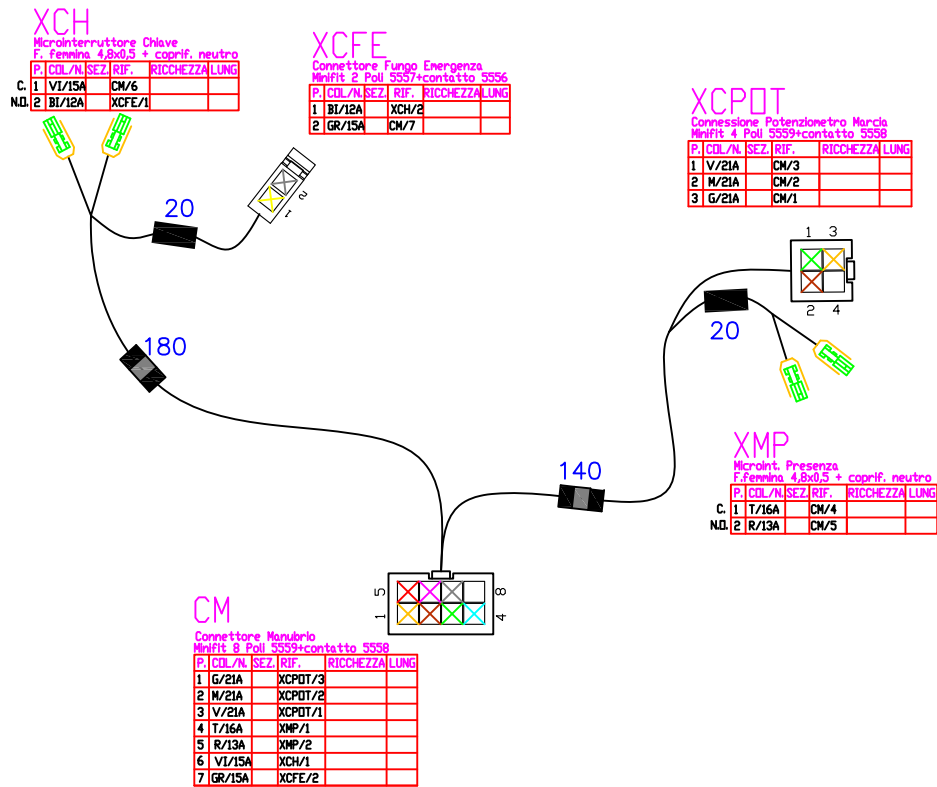 XCH
Microinterruttore Chiave
F. femmina 4,8x0,5 + coprif. neutro
P. COL/N. SEZ. RIF. RICCHEZZA LUNG
C. 1 VI/15A CM/6
N.O. 2 BI/12A XCFE/1
XCFE
Connettore Fungo Emergenza
Minifit 2 Poli 5557+contatto 5556
P. COL/N. SEZ. RIF. RICCHEZZA LUNG
1 BI/12A XCH/2
2 GR/15A CM/7
XCPOT
Connessione Potenziometro Marcia
Minifit 4 Poli 5559+contatto 5558
P. COL/N. SEZ. RIF. RICCHEZZA LUNG
1 V/21A CM/3
2 M/21A CM/2
3 G/21A CM/1
20
2
1
1 3
2 4
20
180
140
XMP
Microint. Presenza
F.femmina 4,8x0,5 + coprif. neutro
P. COL/N. SEZ. RIF. RICCHEZZA LUNG
C. 1 T/16A CM/4
N.O. 2 R/13A CM/5
5 8
1 4
CM
Connettore Manubrio
Minifit 8 Poli 5559+contatto 5558
P. COL/N. SEZ. RIF. RICCHEZZA LUNG
1 G/21A XCPOT/3
2 M/21A XCPOT/2
3 V/21A XCPOT/1
4 T/16A XMP/1
5 R/13A XMP/2
6 VI/15A XCH/1
7 GR/15A XCFE/2